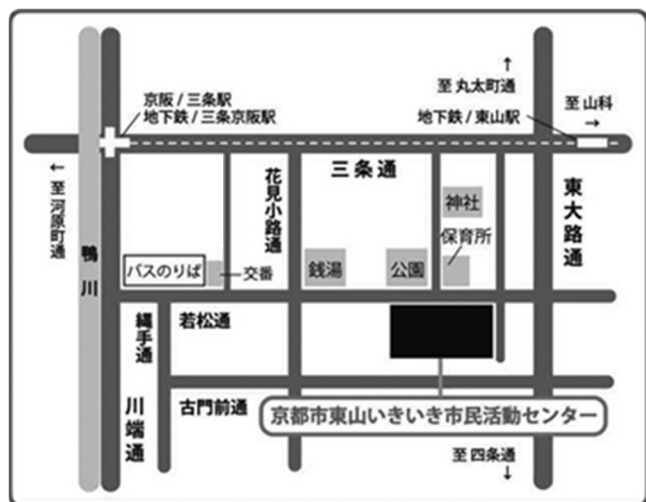 ↑
至 丸太町通
京阪 / 三条駅
地下鉄 / 三条京阪駅
地下鉄 / 東山駅
至 山科
→
←
至 河原町通
鴨川
花見小路通
三条通
神社
東大路通
保育所
バスのりば
交番
銭湯
公園
縄手通
若松通
川端通
古門前通
京都市東山いきいき市民活動センター
至 四条通
↓